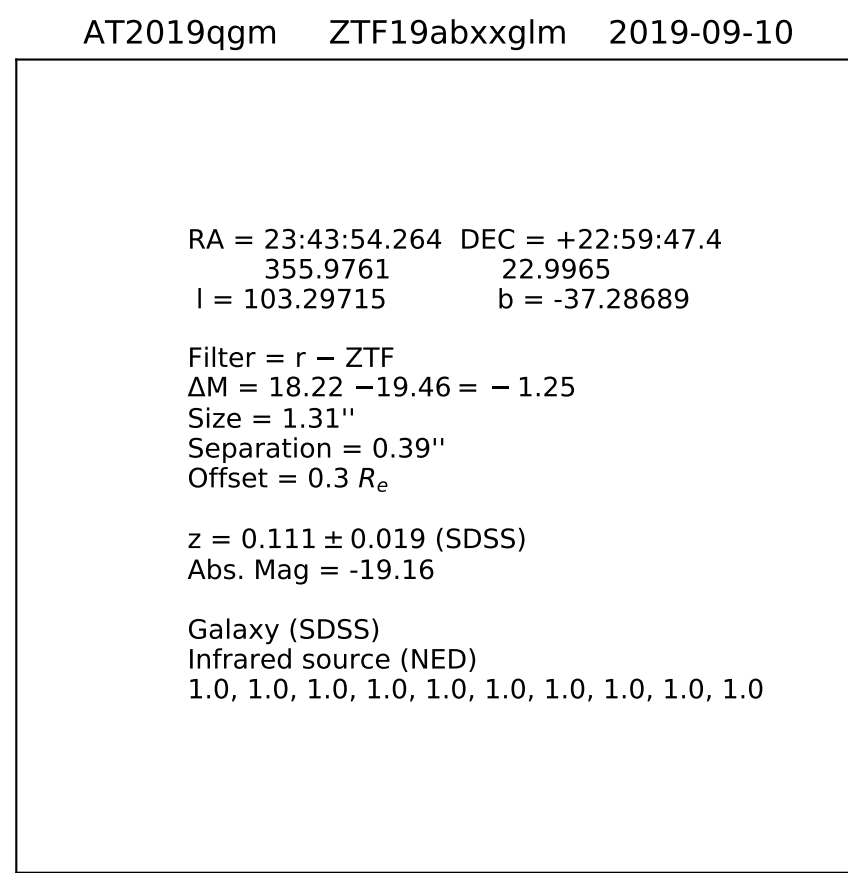 AT2019qgm ZTF19abxxglm 2019-09-10
RA = 23:43:54.264 DEC = +22:59:47.4
355.9761 22.9965
l = 103.29715 b = -37.28689
Filter = r − ZTF
ΔM = 18.22 −19.46 = − 1.25
Size = 1.31''
Separation = 0.39''
Offset = 0.3 Rₑ
z = 0.111 ± 0.019 (SDSS)
Abs. Mag = -19.16
Galaxy (SDSS)
Infrared source (NED)
1.0, 1.0, 1.0, 1.0, 1.0, 1.0, 1.0, 1.0, 1.0, 1.0